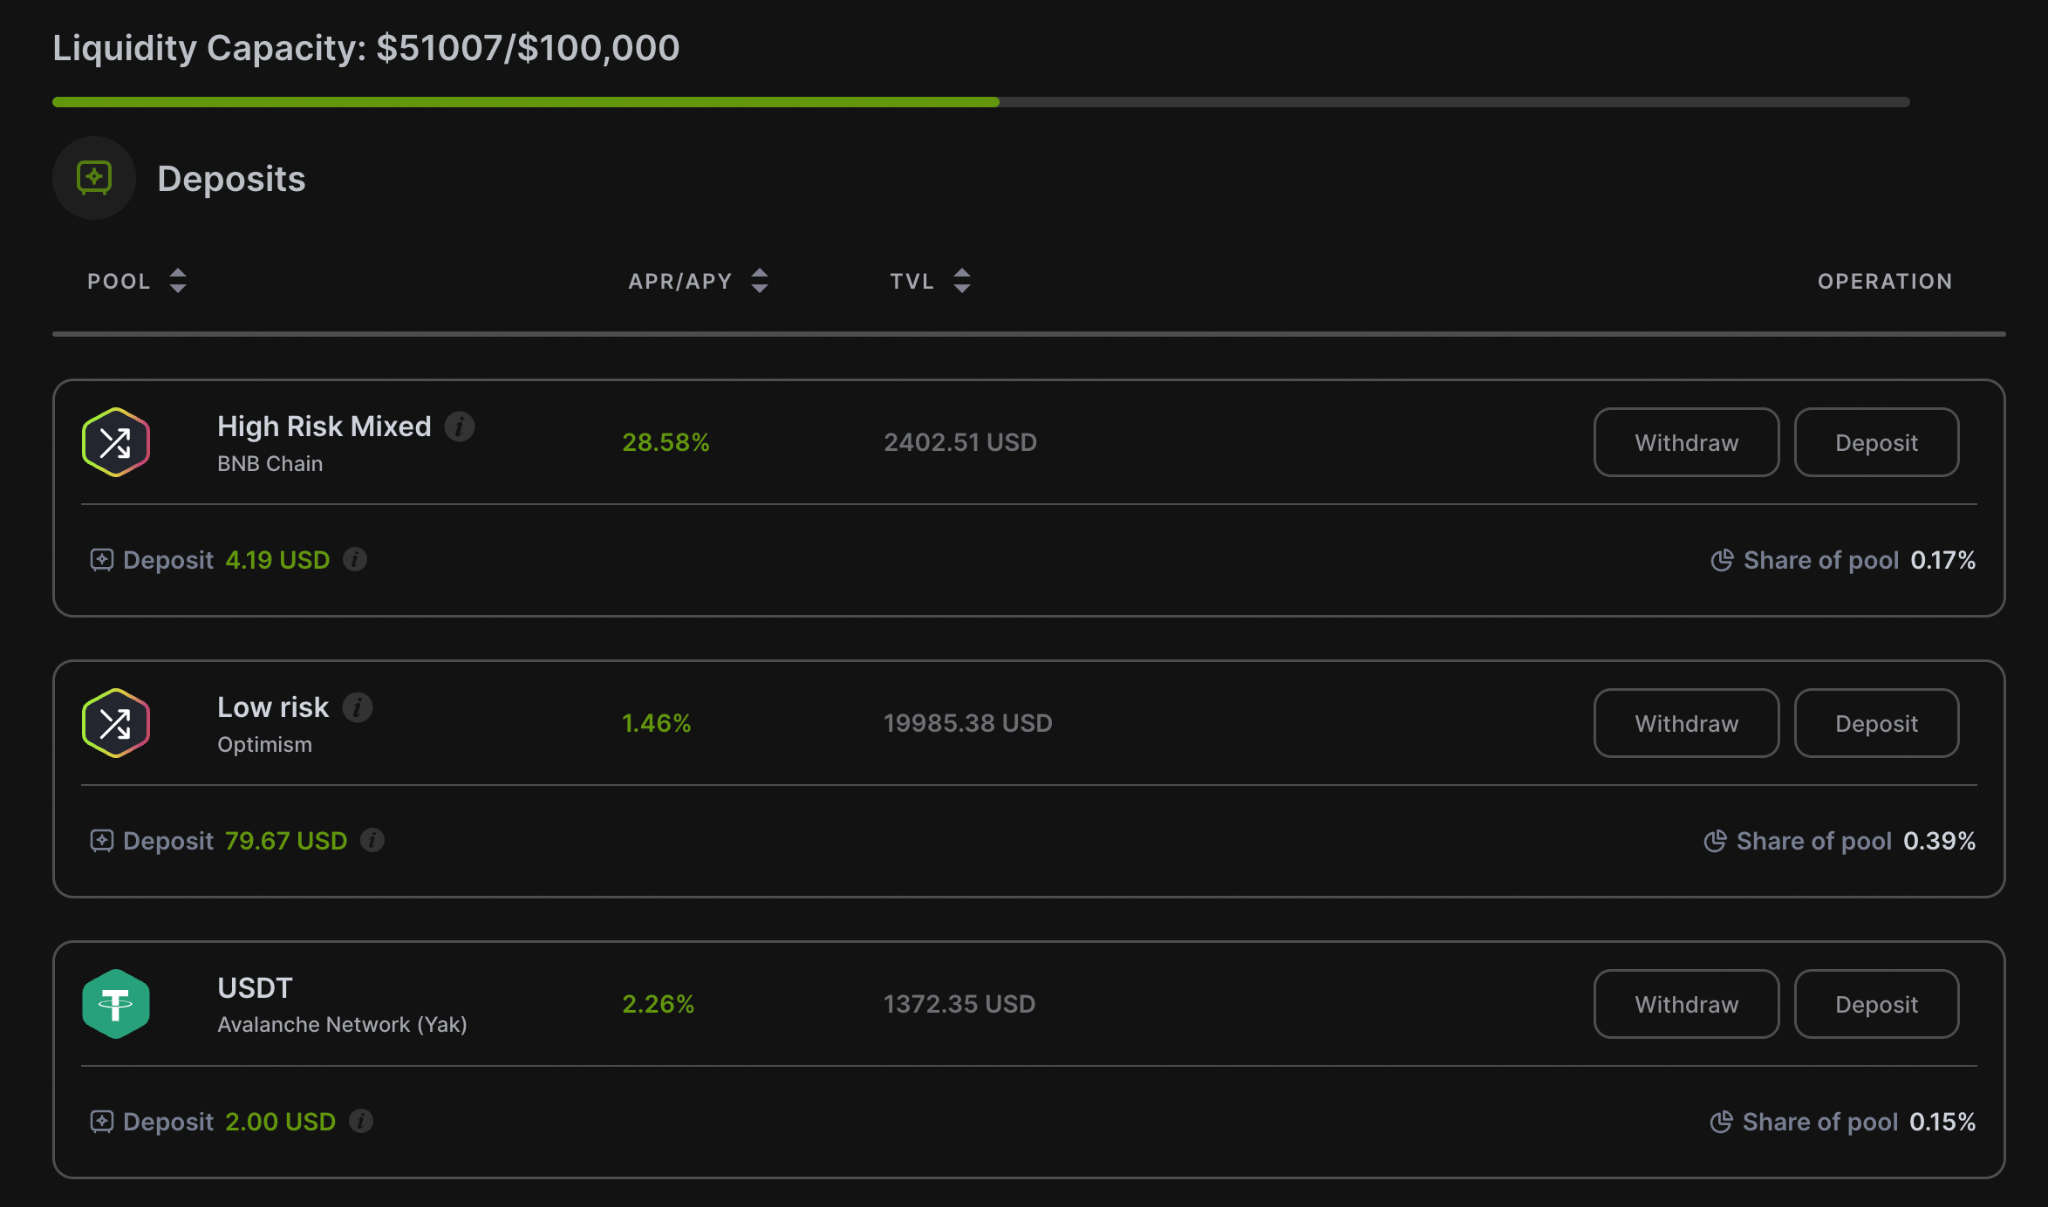 Liquidity Capacity: $51007/$100,000
Deposits
POOL APR/APY TVL OPERATION
High Risk Mixed i
BNB Chain
28.58% 2402.51 USD Withdraw Deposit
Deposit 4.19 USD i Share of pool 0.17%
Low risk i
Optimism
1.46% 19985.38 USD Withdraw Deposit
Deposit 79.67 USD i Share of pool 0.39%
USDT
Avalanche Network (Yak)
2.26% 1372.35 USD Withdraw Deposit
Deposit 2.00 USD i Share of pool 0.15%